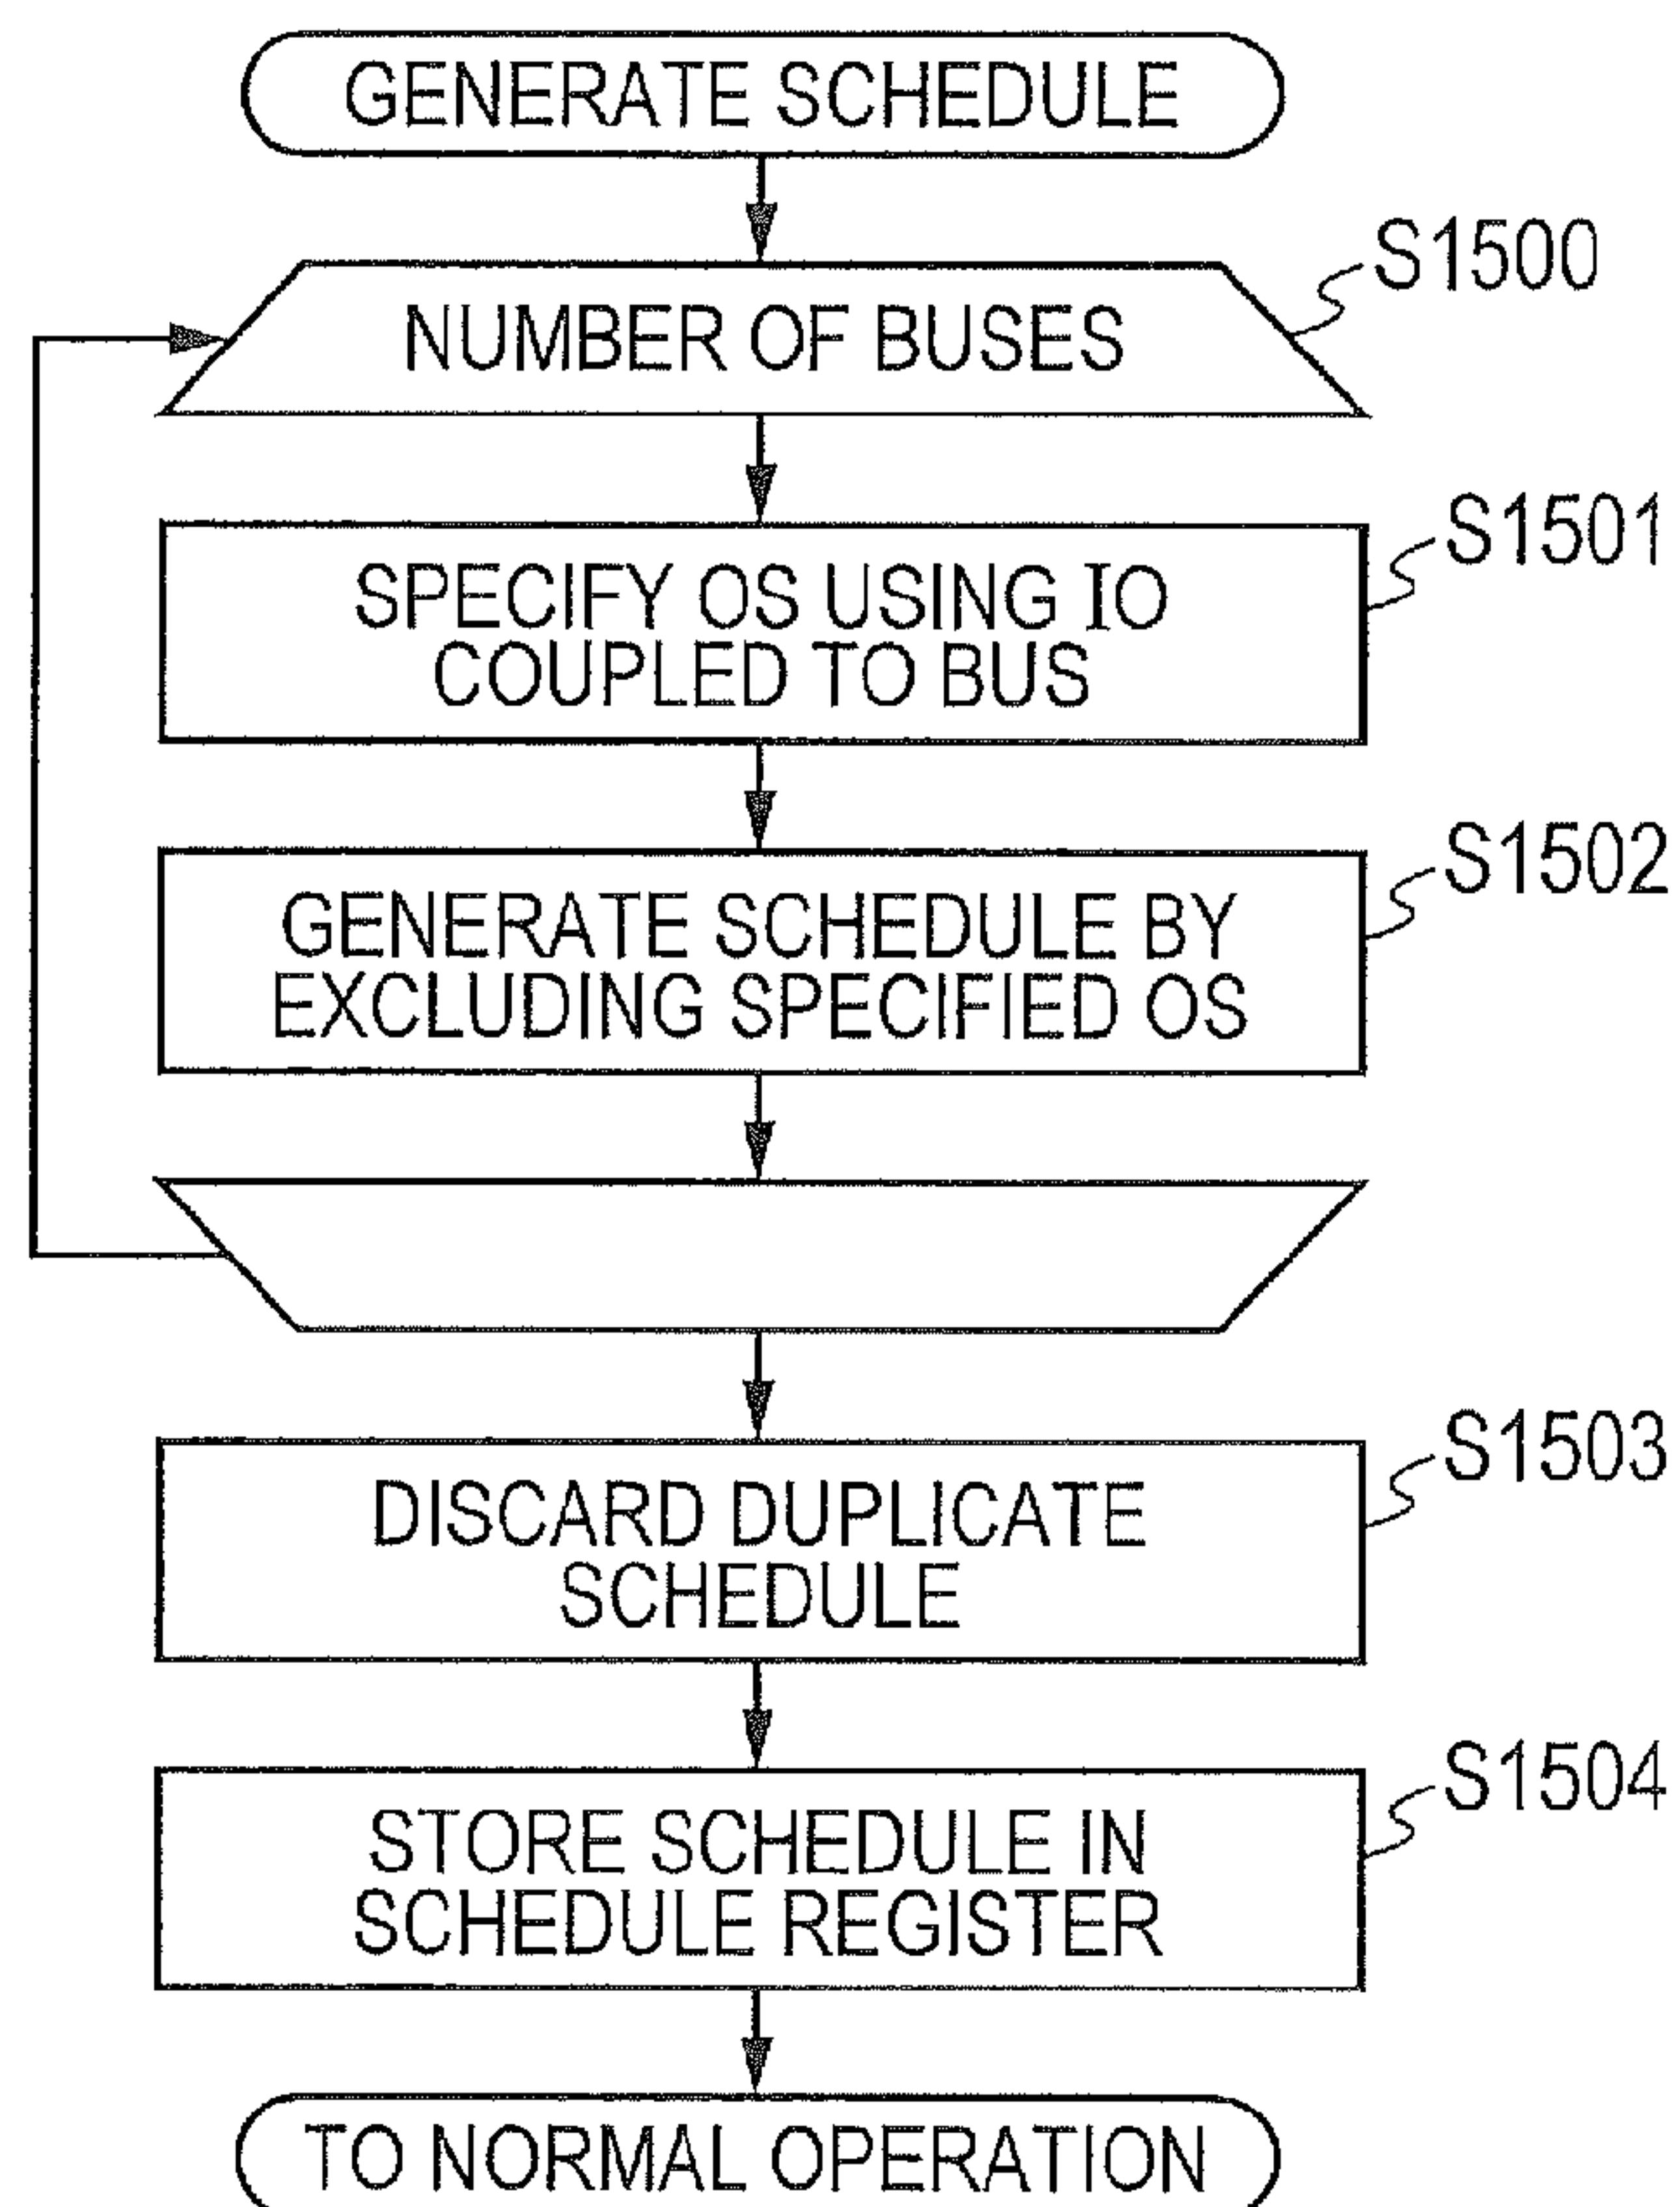 GENERATE SCHEDULE
S1500
NUMBER OF BUSES
S1501
SPECIFY OS USING IO
COUPLED TO BUS
S1502
GENERATE SCHEDULE BY
EXCLUDING SPECIFIED OS
S1503
DISCARD DUPLICATE
SCHEDULE
S1504
STORE SCHEDULE IN
SCHEDULE REGISTER
TO NORMAL OPERATION